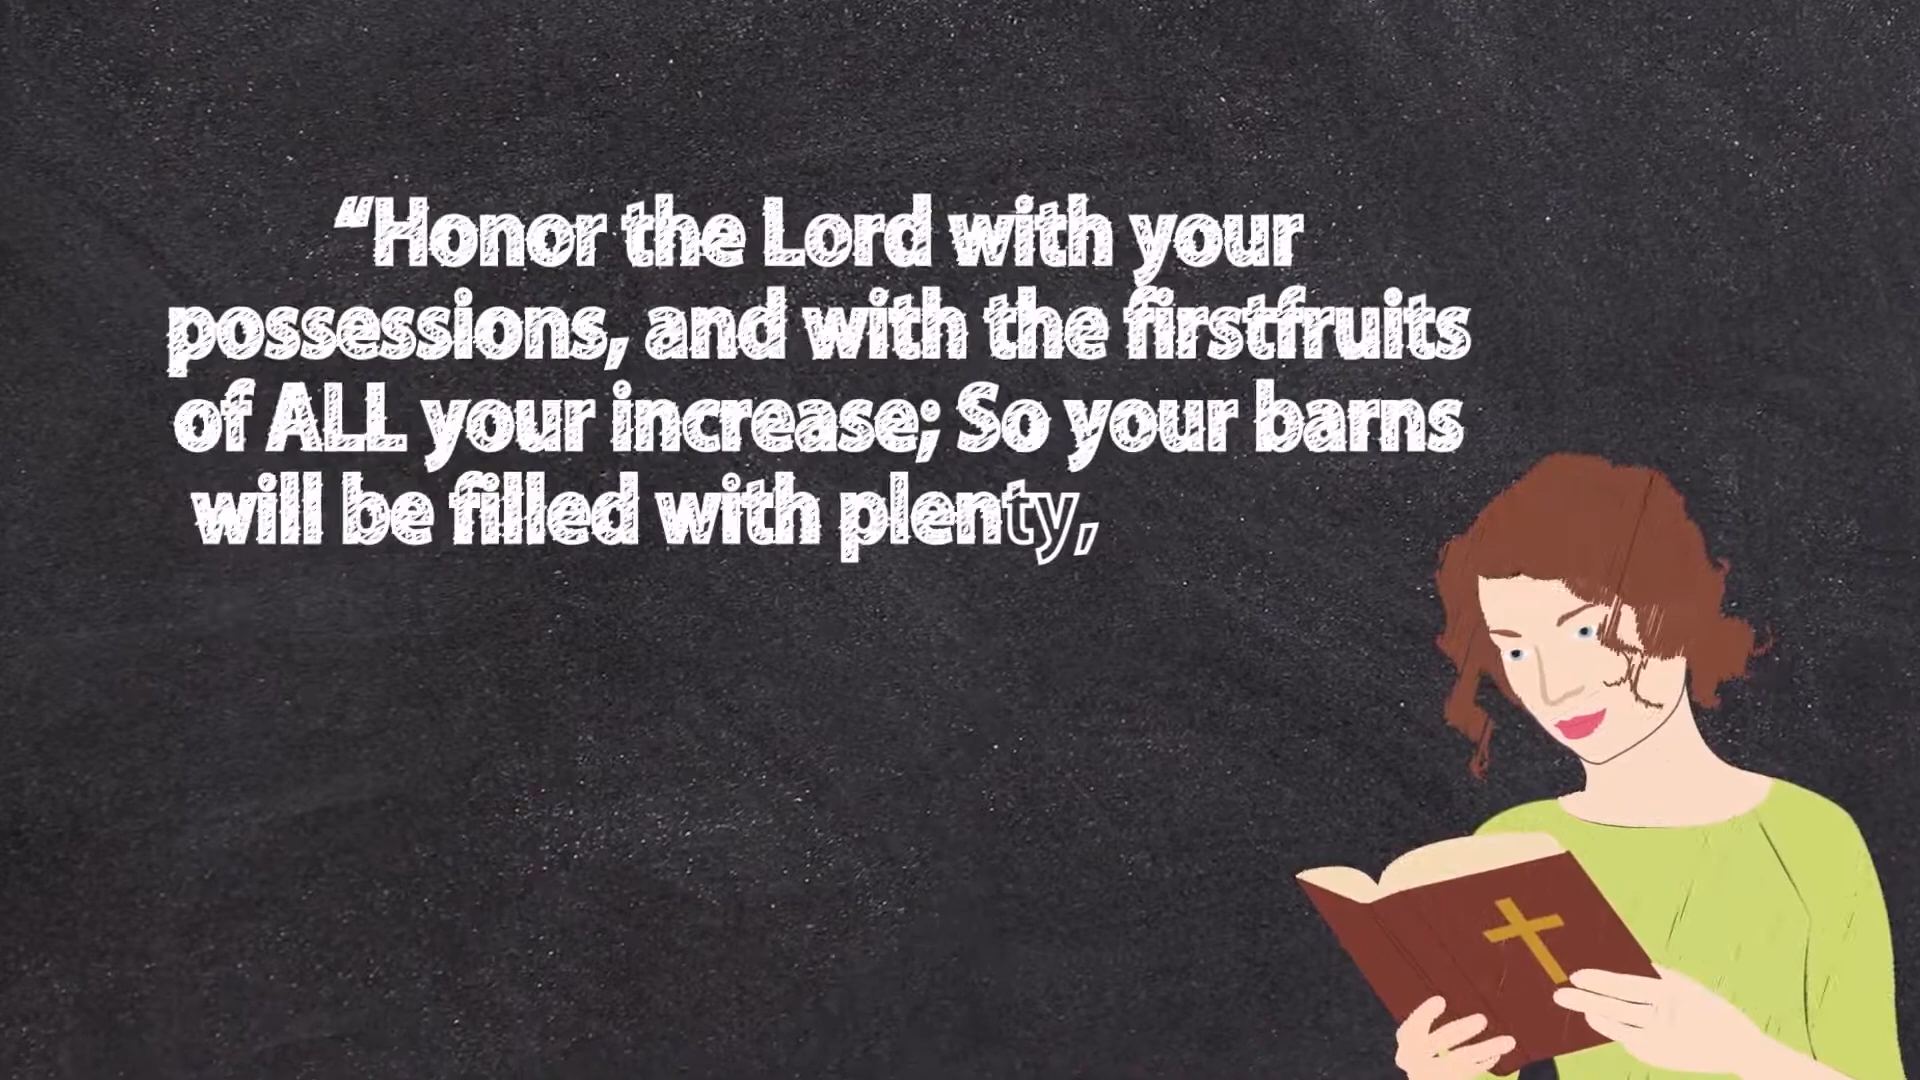 “Honor the Lord with your
possessions, and with the firstfruits
of ALL your increase; So your barns
will be filled with plenty,